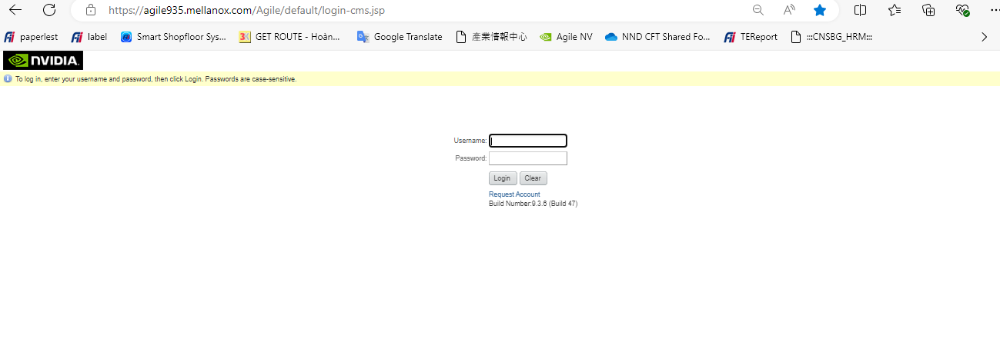 https://agile935.mellanox.com/Agile/default/login-cms.jsp
paperlest label Smart Shopfloor Sys... GET ROUTE - Hoàn... Google Translate 產業情報中心 Agile NV NND CFT Shared Fo... TEReport :::CNSBG_HRM:::
NVIDIA.
To log in, enter your username and password, then click Login. Passwords are case-sensitive.
Username:
Password:
Login Clear
Request Account
Build Number:9.3.6 (Build 47)